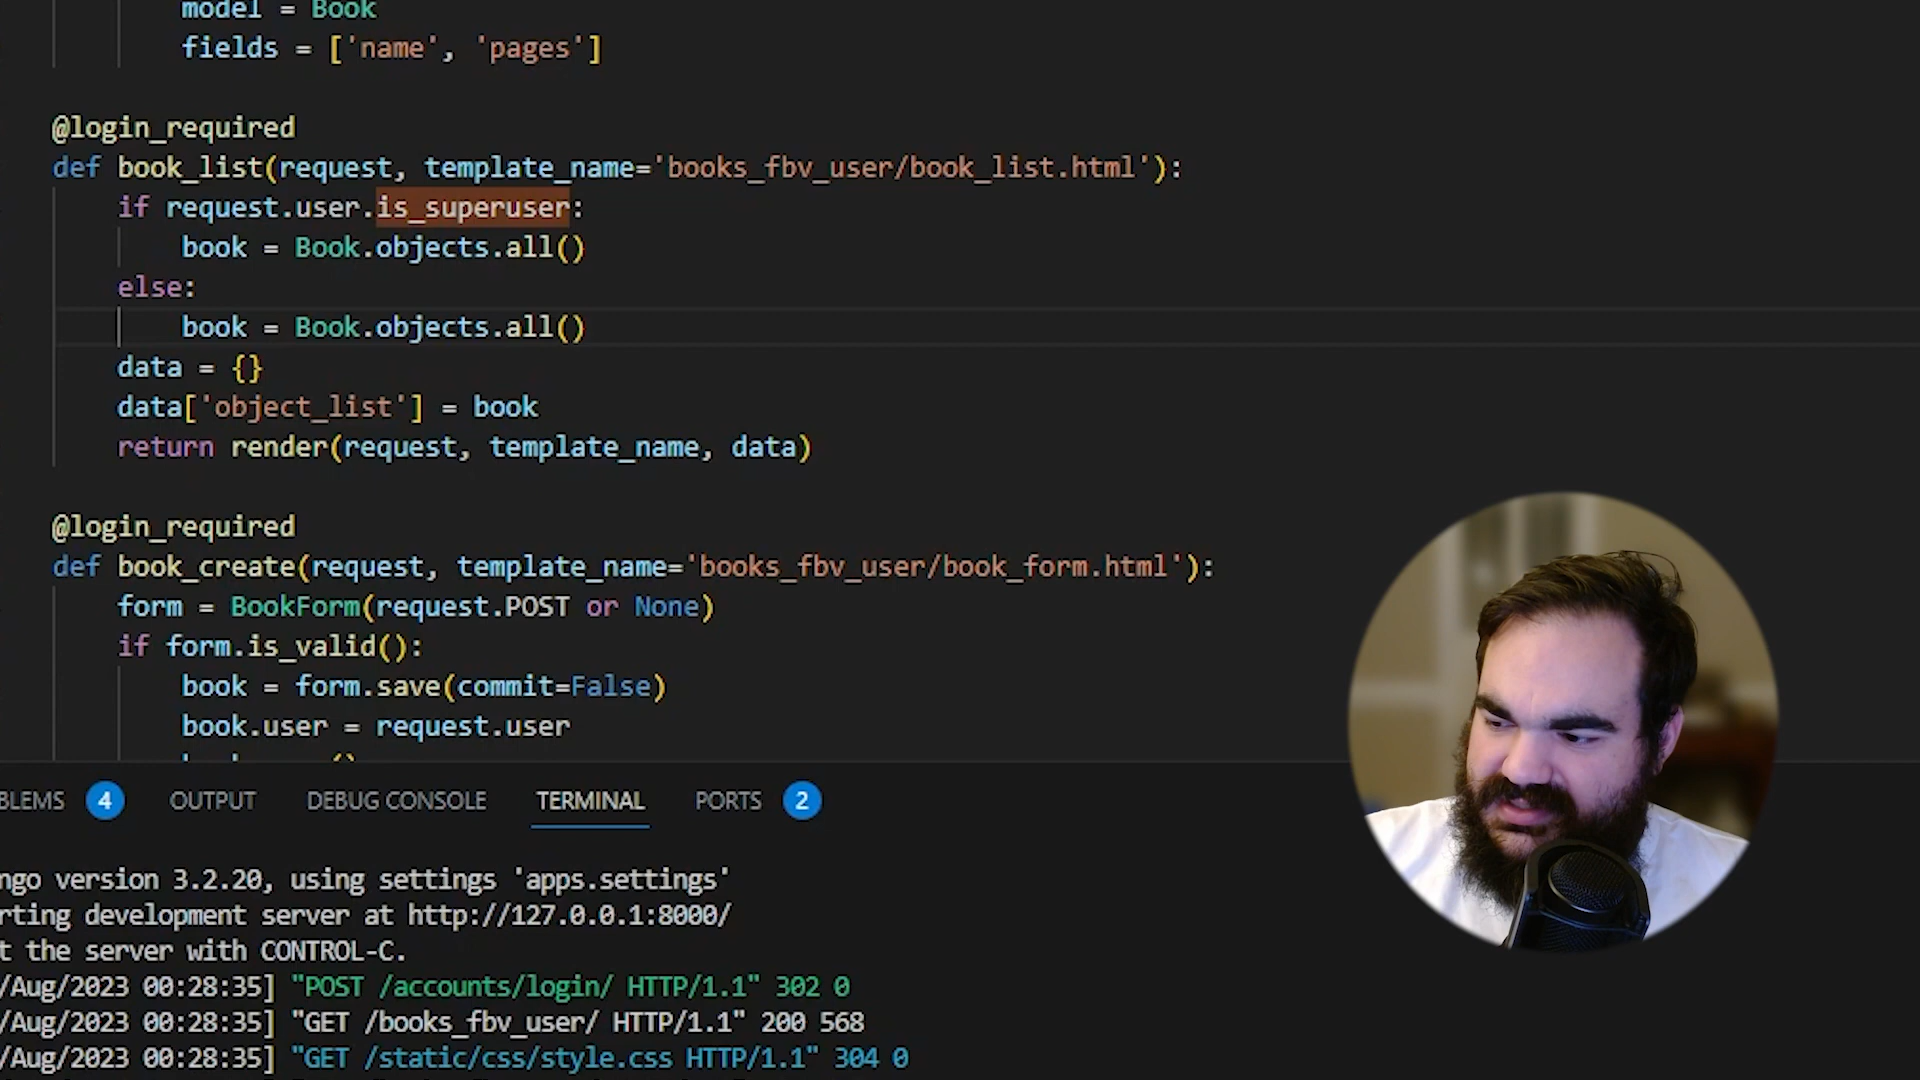 model = Book
fields = ['name', 'pages']
@login_required
def book_list(request, template_name='books_fbv_user/book_list.html'):
if request.user.is_superuser:
book = Book.objects.all()
else:
book = Book.objects.all()
data = {}
data['object_list'] = book
return render(request, template_name, data)
@login_required
def book_create(request, template_name='books_fbv_user/book_form.html'):
form = BookForm(request.POST or None)
if form.is_valid():
book = form.save(commit=False)
book.user = request.user
BLEMS 4 OUTPUT DEBUG CONSOLE TERMINAL PORTS 2
ngo version 3.2.20, using settings 'apps.settings'
rting development server at http://127.0.0.1:8000/
t the server with CONTROL-C.
/Aug/2023 00:28:35] "POST /accounts/login/ HTTP/1.1" 302 0
/Aug/2023 00:28:35] "GET /books_fbv_user/ HTTP/1.1" 200 568
/Aug/2023 00:28:35] "GET /static/css/style.css HTTP/1.1" 304 0